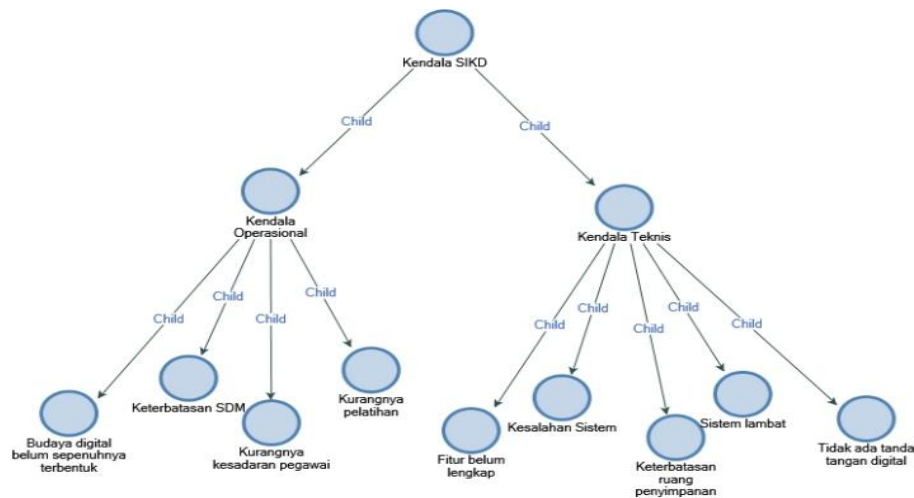 Kendala SIKD
Child
Child
Kendala
Operasional
Kendala Teknis
Child
Child
Child
Child
Child
Child
Child
Child
Child
Budaya digital
belum sepenuhnya
terbentuk
Keterbatasan SDM
Kurangnya
kesadaran pegawai
Kurangnya
pelatihan
Fitur belum
lengkap
Kesalahan Sistem
Keterbatasan
ruang
penyimpanan
Sistem lambat
Tidak ada tanda
tangan digital